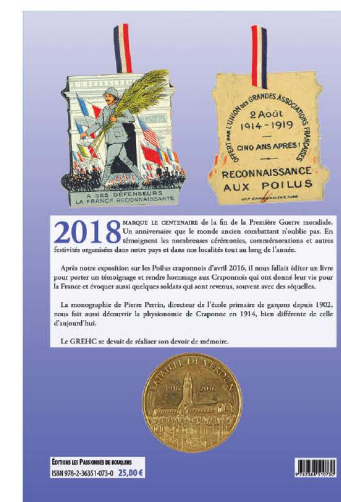 A SES DÉFENSEURS
LA FRANCE RECONNAISSANTE
OFFERT PAR L'UNION DES GRANDES ASSOCIATIONS FRANÇAISES
2 Août
1914-1919
CINQ ANS APRÈS!
RECONNAISSANCE
AUX POILUS
2018 MARQUE LE CENTENAIRE de la fin de la Première Guerre mondiale.
Un anniversaire que le monde ancien combattant n'oublie pas. En
témoignent les nombreuses cérémonies, commémorations et autres
festivités organisées dans notre pays et dans nos localités tout au long de l'année.
Après notre exposition sur les Poilus craponnois d'avril 2016, il nous fallait éditer un livre
pour porter un témoignage et rendre hommage aux Craponnois qui ont donné leur vie pour
la France et évoquer aussi quelques soldats qui sont revenus, souvent avec des séquelles.
La monographie de Pierre Perrin, directeur de l'école primaire de garçons depuis 1902,
nous fait aussi découvrir la physionomie de Craponne en 1914, bien différente de celle
d'aujourd'hui.
Le GREHC se devait de réaliser son devoir de mémoire.
BATAILLE DE VERDUN
1916 2016
ÉDITIONS LES PASSIONNÉS DE BOUQUINS
ISBN 978-2-36351-073-0 25,00 €